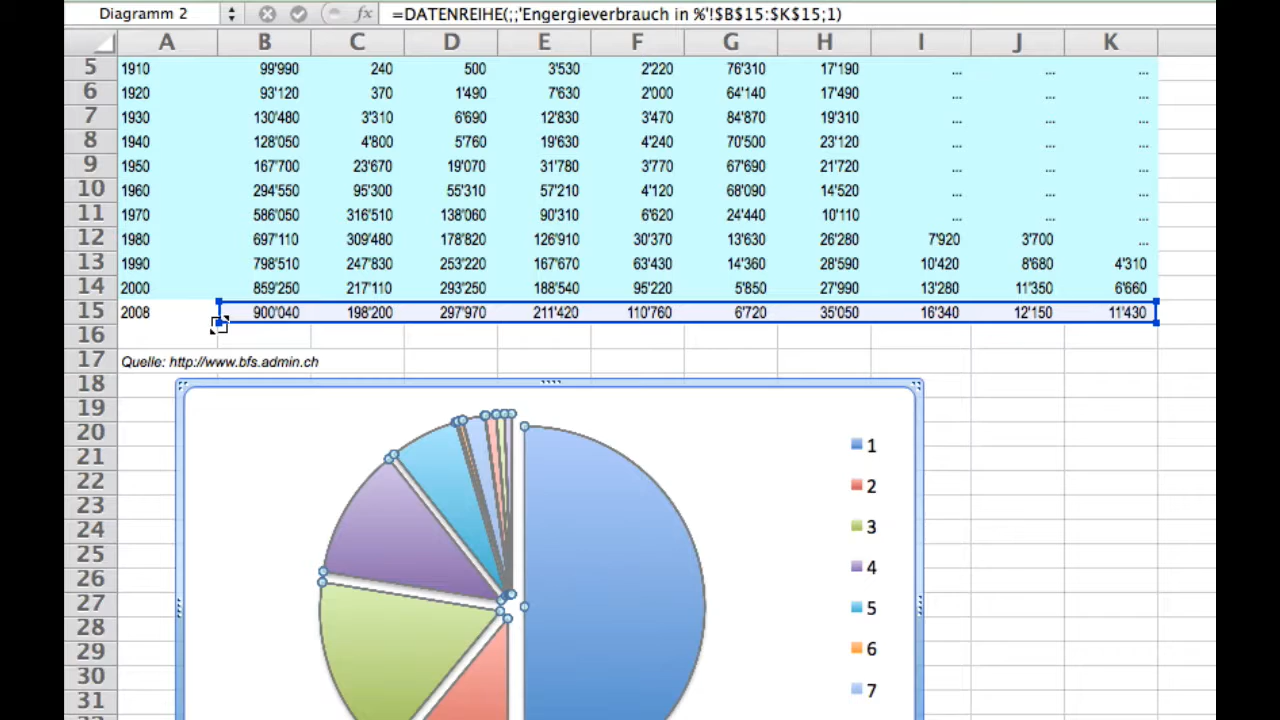 Diagramm 2 fx =DATENREIHE(;;'Engergieverbrauch in %'!$B$15:$K$15;1)
A B C D E F G H I J K
5 1910 99'990 240 500 3'530 2'220 76'310 17'190 ... ... ...
6 1920 93'120 370 1'490 7'630 2'000 64'140 17'490 ... ... ...
7 1930 130'480 3'310 6'690 12'830 3'470 84'870 19'310 ... ... ...
8 1940 128'050 4'800 5'760 19'630 4'240 70'500 23'120 ... ... ...
9 1950 167'700 23'670 19'070 31'780 3'770 67'690 21'720 ... ... ...
10 1960 294'550 95'300 55'310 57'210 4'120 68'090 14'520 ... ... ...
11 1970 586'050 316'510 138'060 90'310 6'620 24'440 10'110 ... ... ...
12 1980 697'110 309'480 178'820 126'910 30'370 13'630 26'280 7'920 3'700 ...
13 1990 798'510 247'830 253'220 167'670 63'430 14'360 28'590 10'420 8'680 4'310
14 2000 859'250 217'110 293'250 188'540 95'220 5'850 27'990 13'280 11'350 6'660
15 2008 900'040 198'200 297'970 211'420 110'760 6'720 35'050 16'340 12'150 11'430
16
17 Quelle: http://www.bfs.admin.ch
18
19
20 1
21
22 2
23
24 3
25
26 4
27 5
28
29 6
30
31 7